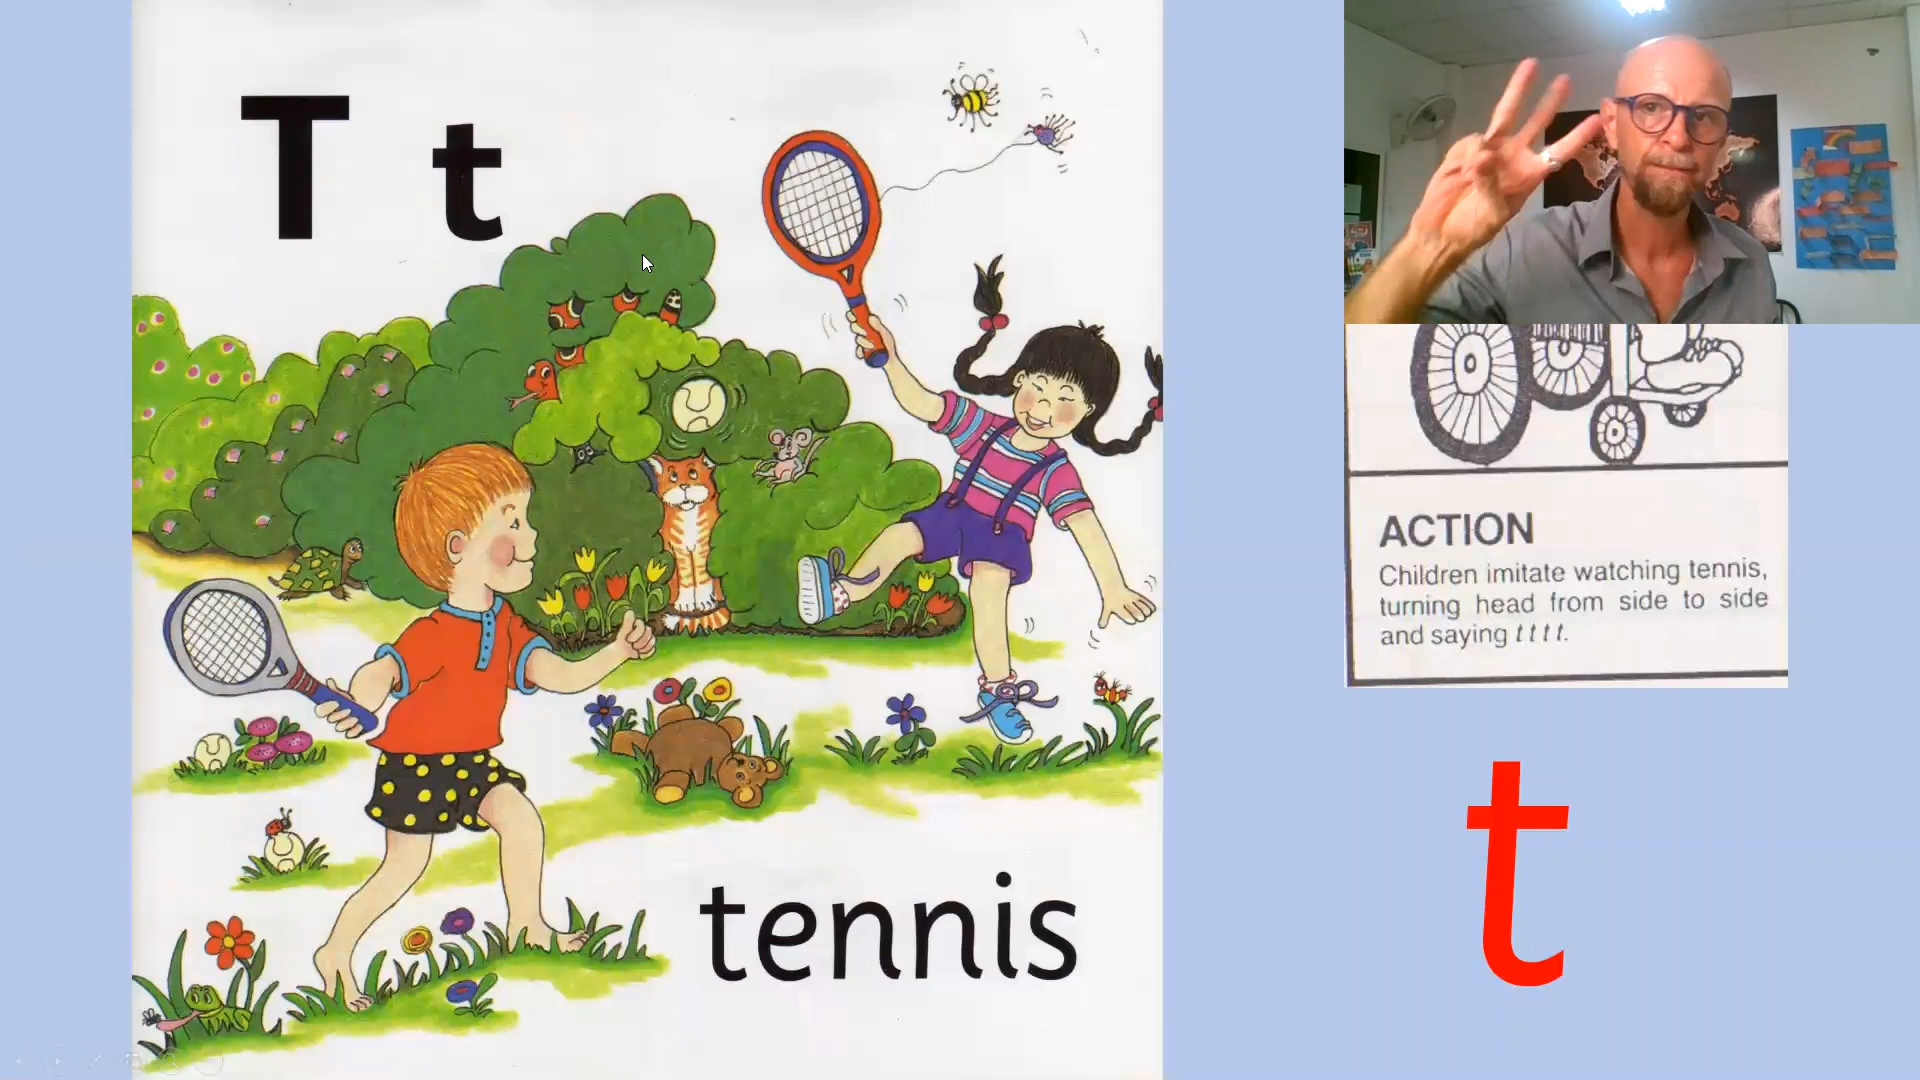 T t
tennis
ACTION
Children imitate watching tennis,
turning head from side to side
and saying t t t t.
t